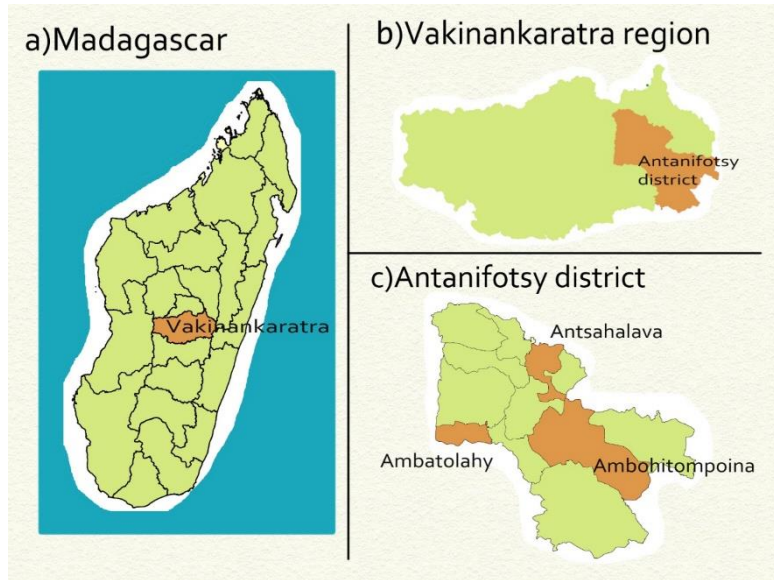 a)Madagascar
Vakinankaratra
b)Vakinankaratra region
Antanifotsy
district
c)Antanifotsy district
Antsahalava
Ambatolahy
Ambohitompoina